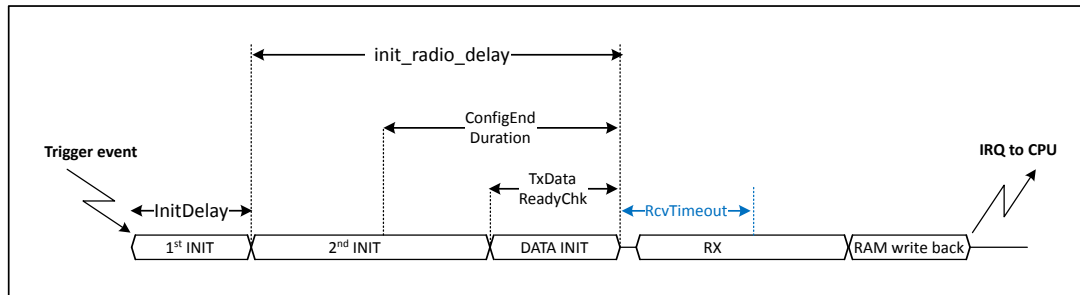 init_radio_delay
ConfigEnd
Duration
Trigger event
IRQ to CPU
TxData
ReadyChk
InitDelay
RcvTimeout
1st INIT
2nd INIT
DATA INIT
RX
RAM write back